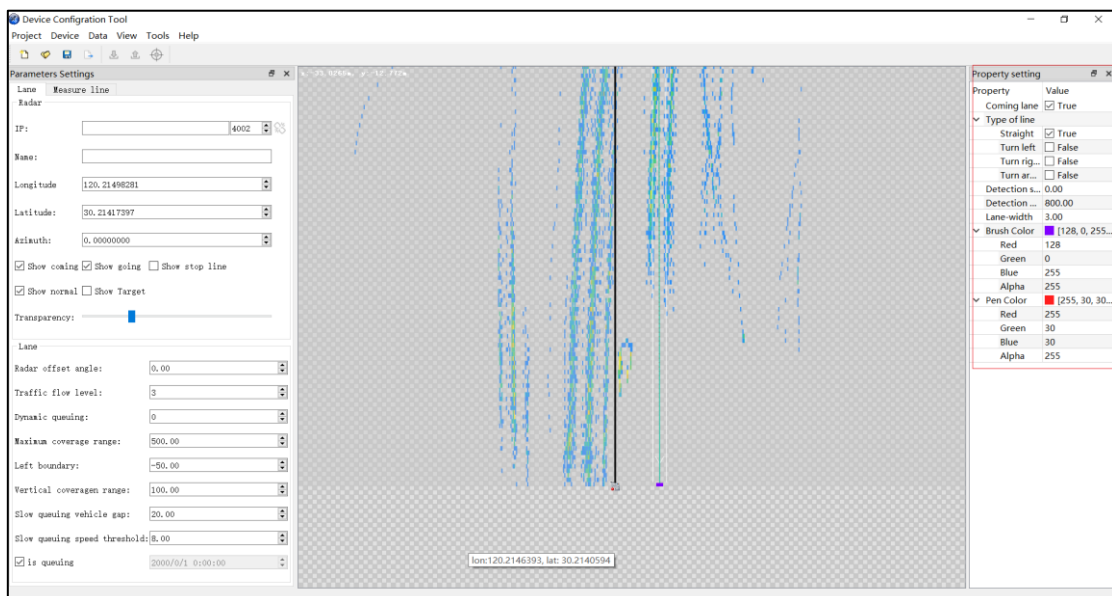 Device Configration Tool
Project Device Data View Tools Help
Parameters Settings
Lane Measure line
Radar
IP: 4002
Name:
Longitude 120.21498281
Latitude: 30.21417397
Azimuth: 0.00000000
Show coming Show going Show stop line
Show normal Show Target
Transparency:
Lane
Radar offset angle: 0.00
Traffic flow level: 3
Dynamic queuing: 0
Maximum coverage range: 500.00
Left boundary: -50.00
Vertical coveragen range: 100.00
Slow queuing vehicle gap: 20.00
Slow queuing speed threshold: 8.00
is queuing 2000/0/1 0:00:00
lon:120.2146393, lat: 30.2140594
Property setting
Property Value
Coming lane True
Type of line
Straight True
Turn left False
Turn rig... False
Turn ar... False
Detection s... 0.00
Detection ... 800.00
Lane-width 3.00
Brush Color [128, 0, 255...
Red 128
Green 0
Blue 255
Alpha 255
Pen Color [255, 30, 30...
Red 255
Green 30
Blue 30
Alpha 255